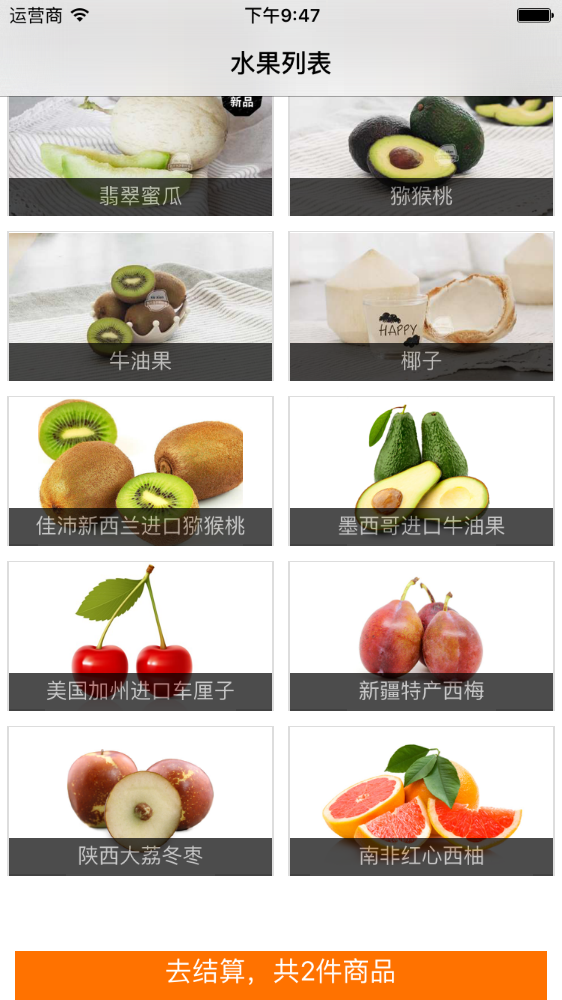 运营商 下午9:47
水果列表
新品
翡翠蜜瓜 猕猴桃
HAPPY
牛油果 椰子
佳沛新西兰进口猕猴桃 墨西哥进口牛油果
美国加州进口车厘子 新疆特产西梅
陕西大荔冬枣 南非红心西柚
去结算，共2件商品